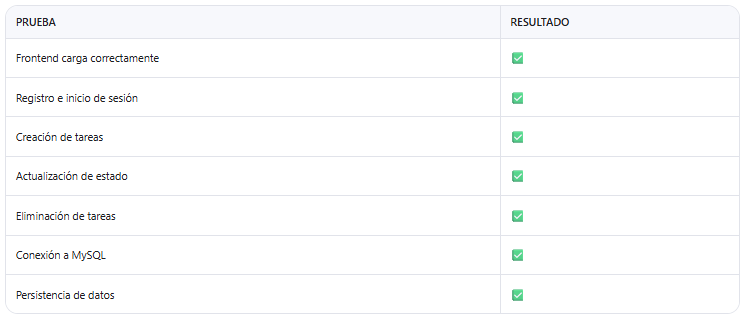 PRUEBA RESULTADO
Frontend carga correctamente ✅
Registro e inicio de sesión ✅
Creación de tareas ✅
Actualización de estado ✅
Eliminación de tareas ✅
Conexión a MySQL ✅
Persistencia de datos ✅